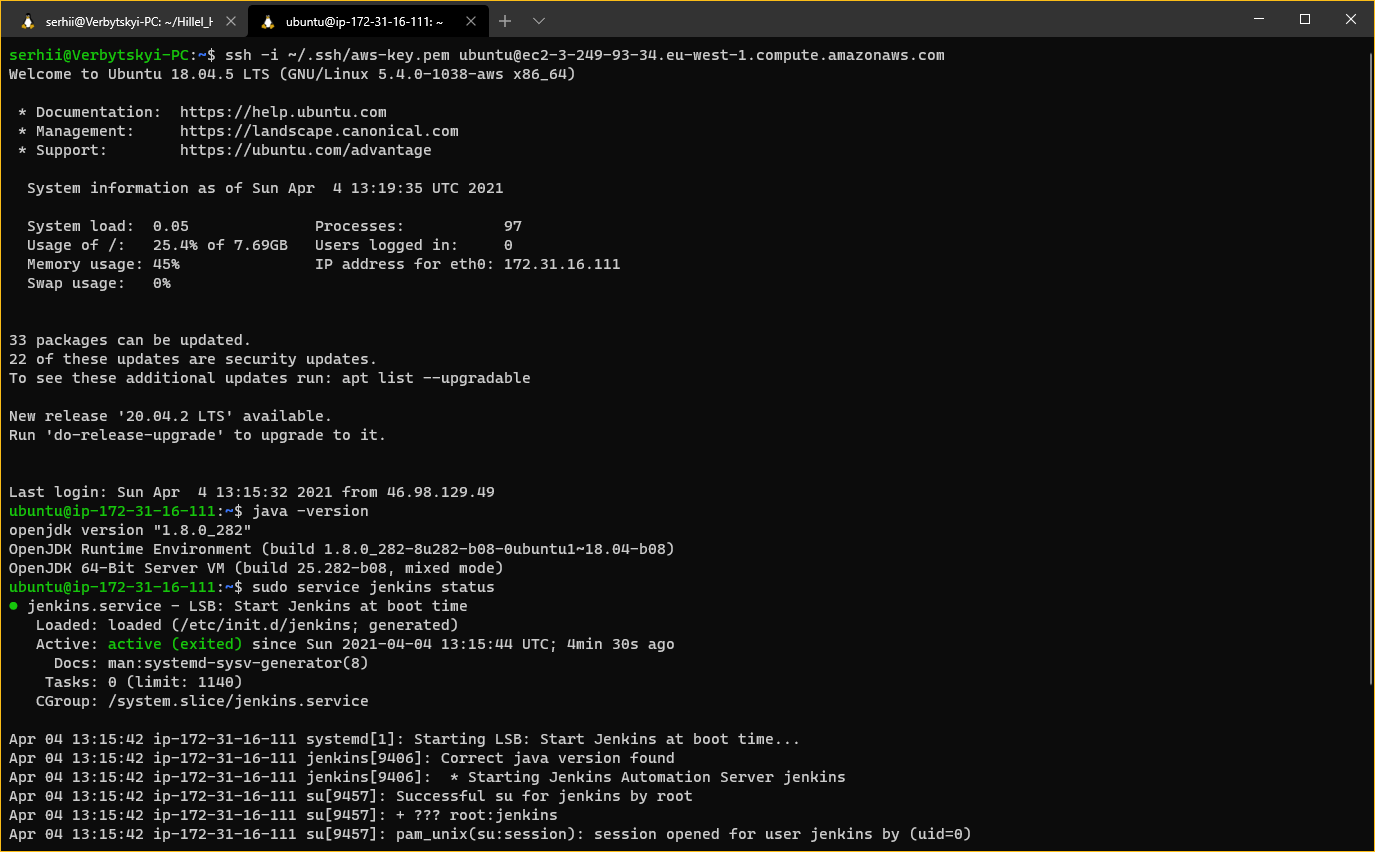 serhii@Verbytskyi-PC: ~/Hillel_H
ubuntu@ip-172-31-16-111: ~
serhii@Verbytskyi-PC:~$ ssh -i ~/.ssh/aws-key.pem ubuntu@ec2-3-249-93-34.eu-west-1.compute.amazonaws.com
Welcome to Ubuntu 18.04.5 LTS (GNU/Linux 5.4.0-1038-aws x86_64)
* Documentation:  https://help.ubuntu.com
* Management:     https://landscape.canonical.com
* Support:        https://ubuntu.com/advantage
System information as of Sun Apr  4 13:19:35 UTC 2021
System load:  0.05              Processes:           97
Usage of /:   25.4% of 7.69GB   Users logged in:     0
Memory usage: 45%               IP address for eth0: 172.31.16.111
Swap usage:   0%
33 packages can be updated.
22 of these updates are security updates.
To see these additional updates run: apt list --upgradable
New release '20.04.2 LTS' available.
Run 'do-release-upgrade' to upgrade to it.
Last login: Sun Apr  4 13:15:32 2021 from 46.98.129.49
ubuntu@ip-172-31-16-111:~$ java -version
openjdk version "1.8.0_282"
OpenJDK Runtime Environment (build 1.8.0_282-8u282-b08-0ubuntu1~18.04-b08)
OpenJDK 64-Bit Server VM (build 25.282-b08, mixed mode)
ubuntu@ip-172-31-16-111:~$ sudo service jenkins status
● jenkins.service - LSB: Start Jenkins at boot time
Loaded: loaded (/etc/init.d/jenkins; generated)
Active: active (exited) since Sun 2021-04-04 13:15:44 UTC; 4min 30s ago
Docs: man:systemd-sysv-generator(8)
Tasks: 0 (limit: 1140)
CGroup: /system.slice/jenkins.service
Apr 04 13:15:42 ip-172-31-16-111 systemd[1]: Starting LSB: Start Jenkins at boot time...
Apr 04 13:15:42 ip-172-31-16-111 jenkins[9406]: Correct java version found
Apr 04 13:15:42 ip-172-31-16-111 jenkins[9406]:  * Starting Jenkins Automation Server jenkins
Apr 04 13:15:42 ip-172-31-16-111 su[9457]: Successful su for jenkins by root
Apr 04 13:15:42 ip-172-31-16-111 su[9457]: + ??? root:jenkins
Apr 04 13:15:42 ip-172-31-16-111 su[9457]: pam_unix(su:session): session opened for user jenkins by (uid=0)